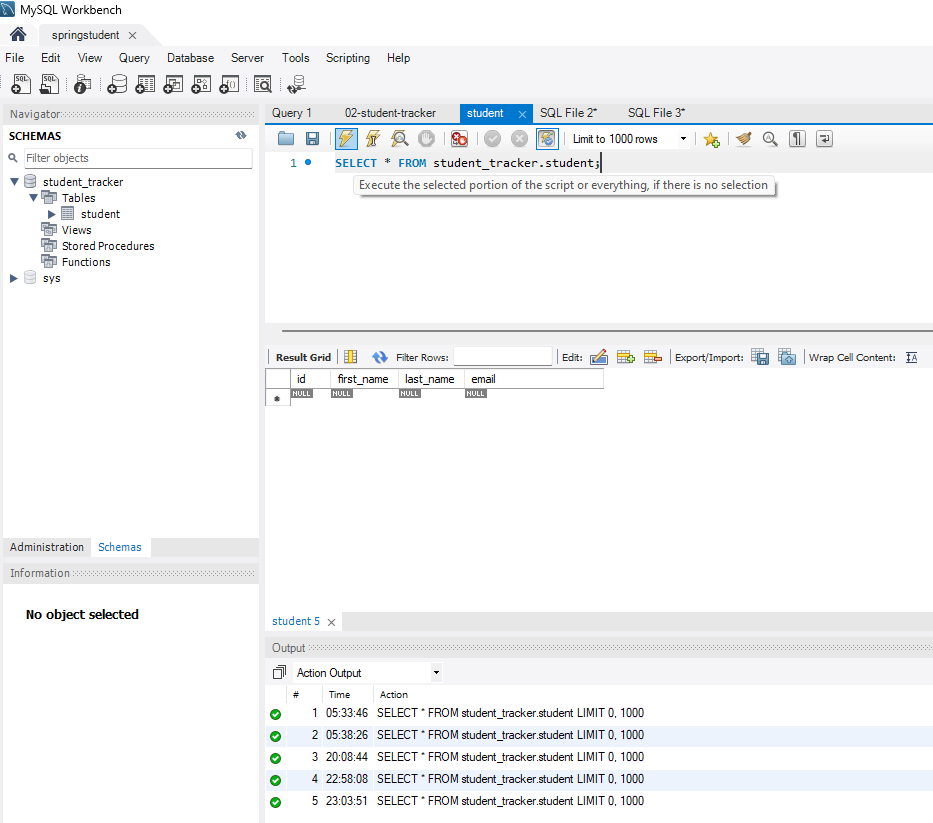 MySQL Workbench
springstudent
File Edit View Query Database Server Tools Scripting Help
Navigator
SCHEMAS
Filter objects
student_tracker
Tables
student
Views
Stored Procedures
Functions
sys
Administration Schemas
Information
No object selected
Query 1 02-student-tracker student SQL File 2* SQL File 3*
Limit to 1000 rows
1 SELECT * FROM student_tracker.student;
Execute the selected portion of the script or everything, if there is no selection
Result Grid Filter Rows: Edit: Export/Import: Wrap Cell Content:
id first_name last_name email
NULL NULL NULL NULL
student 5
Output
Action Output
# Time Action
1 05:33:46 SELECT * FROM student_tracker.student LIMIT 0, 1000
2 05:38:26 SELECT * FROM student_tracker.student LIMIT 0, 1000
3 20:08:44 SELECT * FROM student_tracker.student LIMIT 0, 1000
4 22:58:08 SELECT * FROM student_tracker.student LIMIT 0, 1000
5 23:03:51 SELECT * FROM student_tracker.student LIMIT 0, 1000